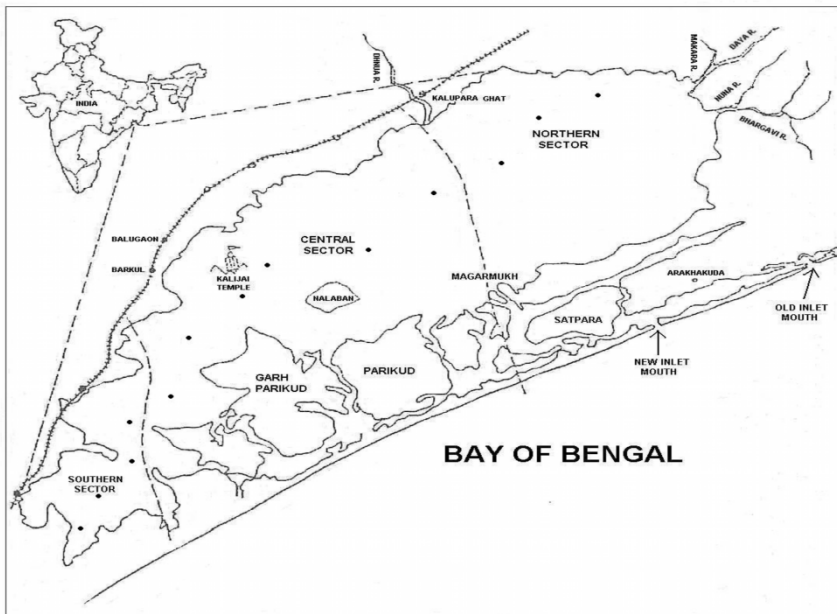 INDIA
DHNUA R.
KALUPARA GHAT
MAKARA R.
DAYA R.
NUNA R.
BHARGAVI R.
NORTHERN
SECTOR
CENTRAL
SECTOR
BALUGAON
BARKUL
KALIJAI
TEMPLE
NALABAN
MAGARMUKH
ARAKHAKUDA
OLD INLET
MOUTH
SATPARA
NEW INLET
MOUTH
PARIKUD
GARH
PARIKUD
BAY OF BENGAL
SOUTHERN
SECTOR